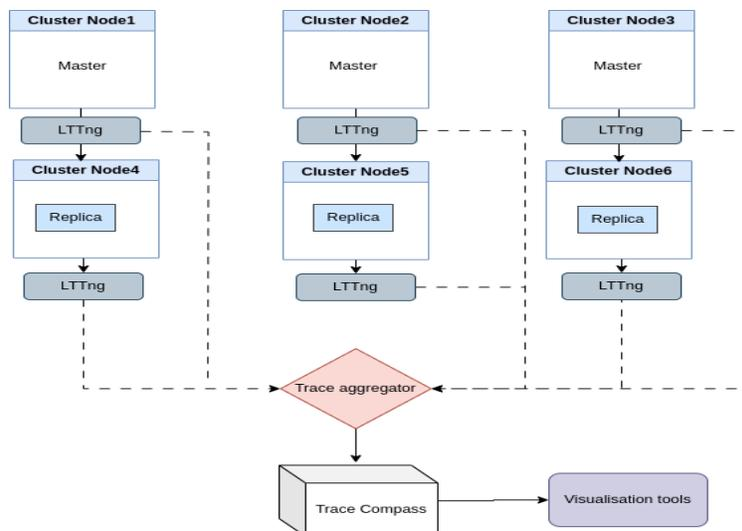 Cluster Node1
Cluster Node2
Cluster Node3
Master
Master
Master
LTTng
LTTng
LTTng
Cluster Node4
Cluster Node5
Cluster Node6
Replica
Replica
Replica
LTTng
LTTng
LTTng
Trace aggregator
Trace Compass
Visualisation tools